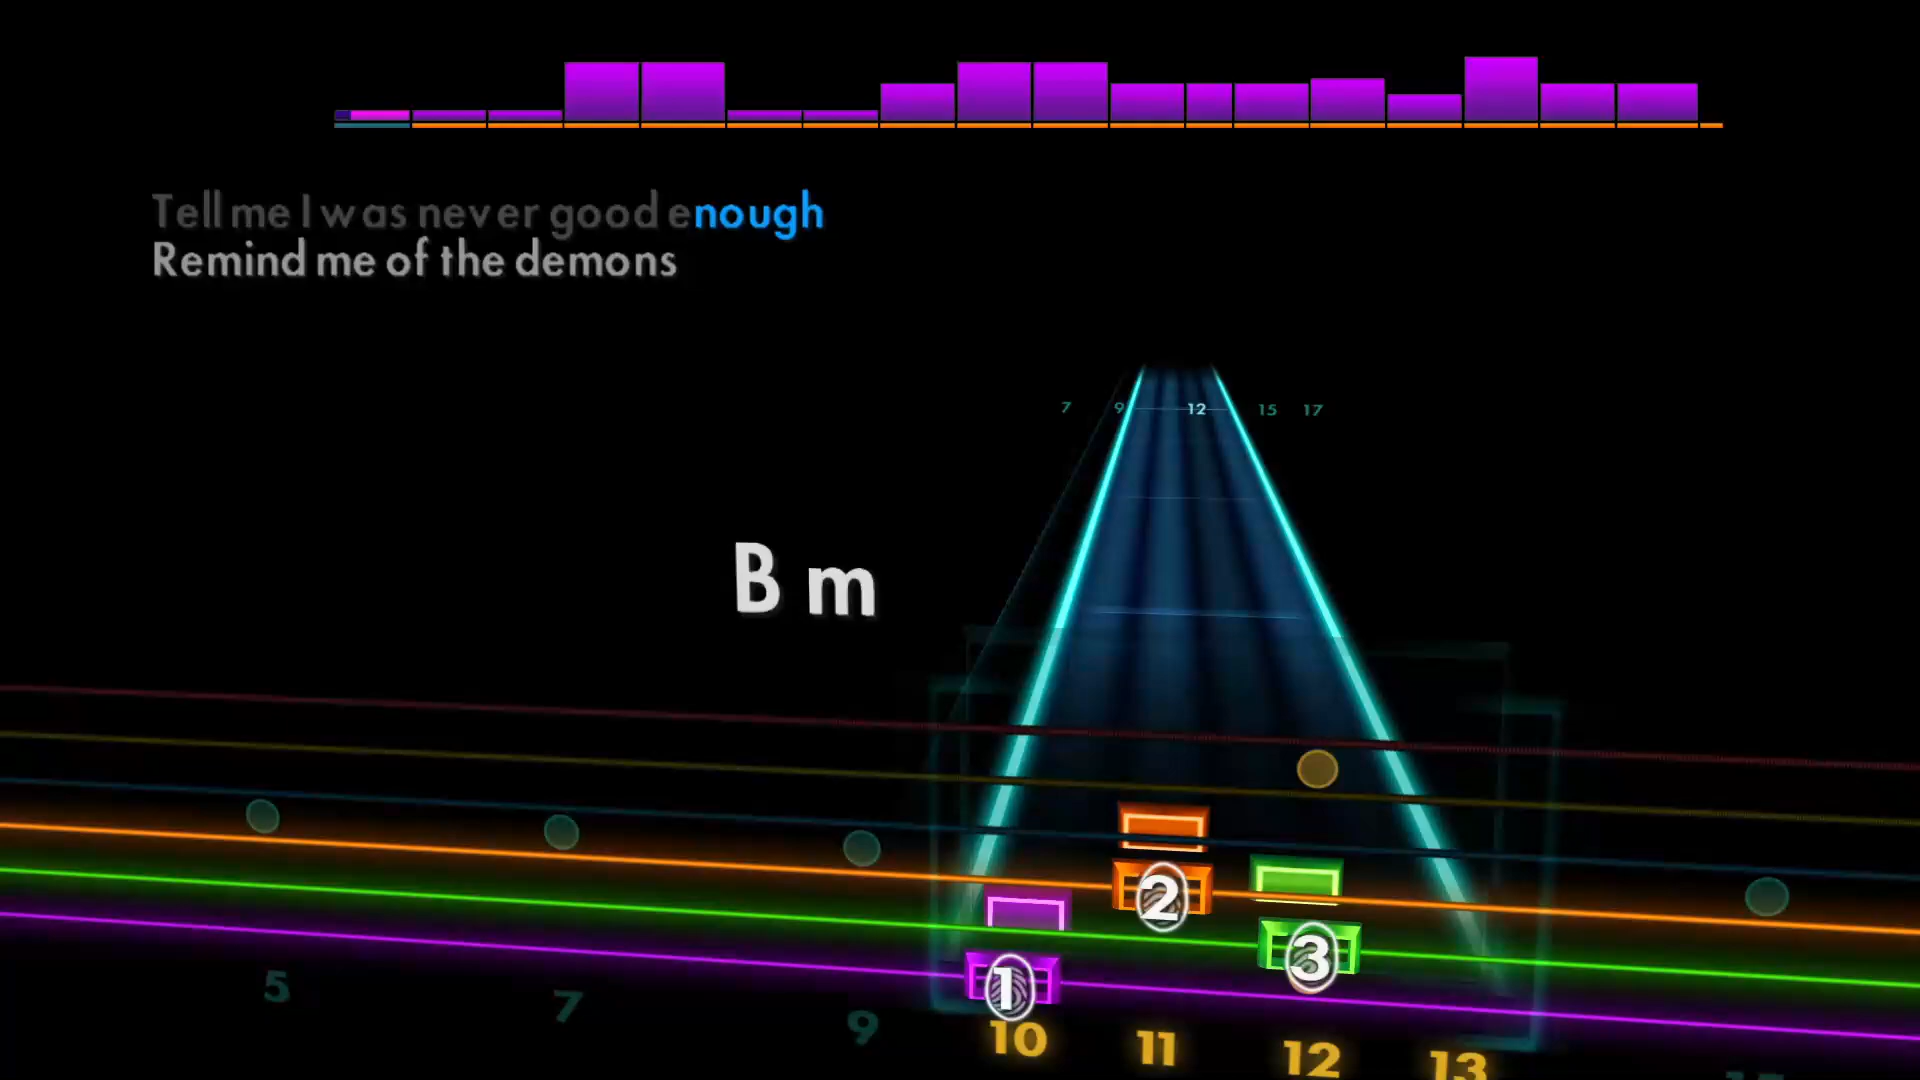 Tell me I was never good enough
Remind me of the demons
7 9 12 15 17
B m
2
3
1
5 7 9 10 11 12 13